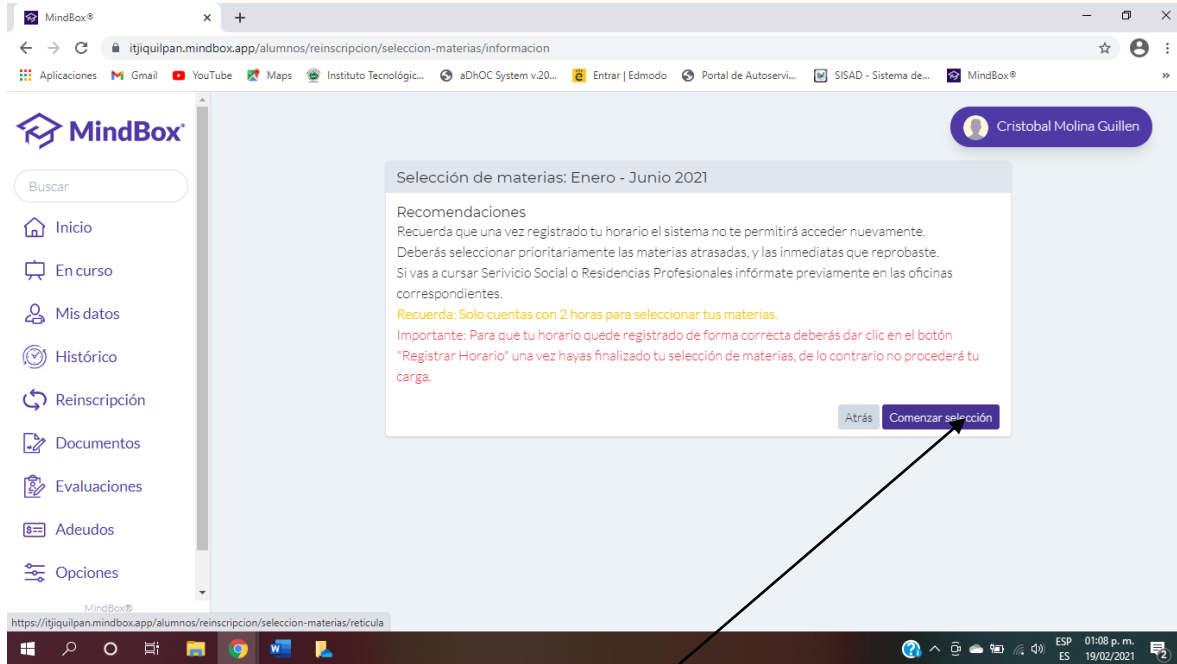 MindBox®
itjiquilpan.mindbox.app/alumnos/reinscripcion/seleccion-materias/informacion
Aplicaciones
Gmail
YouTube
Maps
Instituto Tecnológic...
aDhOC System v.20...
Entrar | Edmodo
Portal de Autoservi...
SISAD - Sistema de...
MindBox®
»
MindBox
Cristobal Molina Guillen
Buscar
Inicio
En curso
Mis datos
Histórico
Reinscripción
Documentos
Evaluaciones
Adeudos
Opciones
MindBox®
Selección de materias: Enero - Junio 2021
Recomendaciones
Recuerda que una vez registrado tu horario el sistema no te permitirá acceder nuevamente.
Deberás seleccionar prioritariamente las materias atrasadas, y las inmediatas que reprobaste.
Si vas a cursar Serivicio Social o Residencias Profesionales infórmate previamente en las oficinas
correspondientes.
Recuerda: Solo cuentas con 2 horas para seleccionar tus materias.
Importante: Para que tu horario quede registrado de forma correcta deberás dar clic en el botón
"Registrar Horario" una vez hayas finalizado tu selección de materias, de lo contrario no procederá tu
carga.
Atrás
Comenzar selección
https://itjiquilpan.mindbox.app/alumnos/reinscripcion/seleccion-materias/reticula
ESP
ES
01:08 p. m.
19/02/2021
2